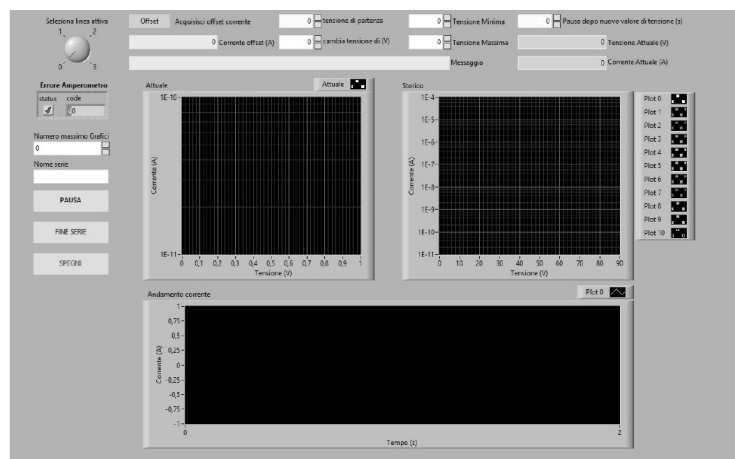 Seleziona linea attiva
1 2
0 3
Offset Acquisisci offset corrente
0 tensione di partenza
0 Tensione Minima
0 Pausa dopo nuovo valore di tensione (s)
0 Corrente offset (A)
0 cambia tensione di (V)
0 Tensione Massima
0 Tensione Attuale (V)
Messaggio
0 Corrente Attuale (A)
Errore Amperometro
status code
0
Numero massimo Grafici
0
Nome serie
PAUSA
FINE SERIE
SPEGNI
Attuale
Attuale
1E-10
1E-11
Corrente (A)
0 0,1 0,2 0,3 0,4 0,5 0,6 0,7 0,8 0,9 1
Tensione (V)
Storico
1E-4
1E-5
1E-6
1E-7
1E-8
1E-9
1E-10
1E-11
Corrente (A)
0 10 20 30 40 50 60 70 80 90
Tensione (V)
Plot 0
Plot 1
Plot 2
Plot 3
Plot 4
Plot 5
Plot 6
Plot 7
Plot 8
Plot 9
Plot 10
Andamento corrente
Plot 0
1
0,75
0,5
0,25
0
-0,25
-0,5
-0,75
-1
Corrente (A)
0 2
Tempo (s)